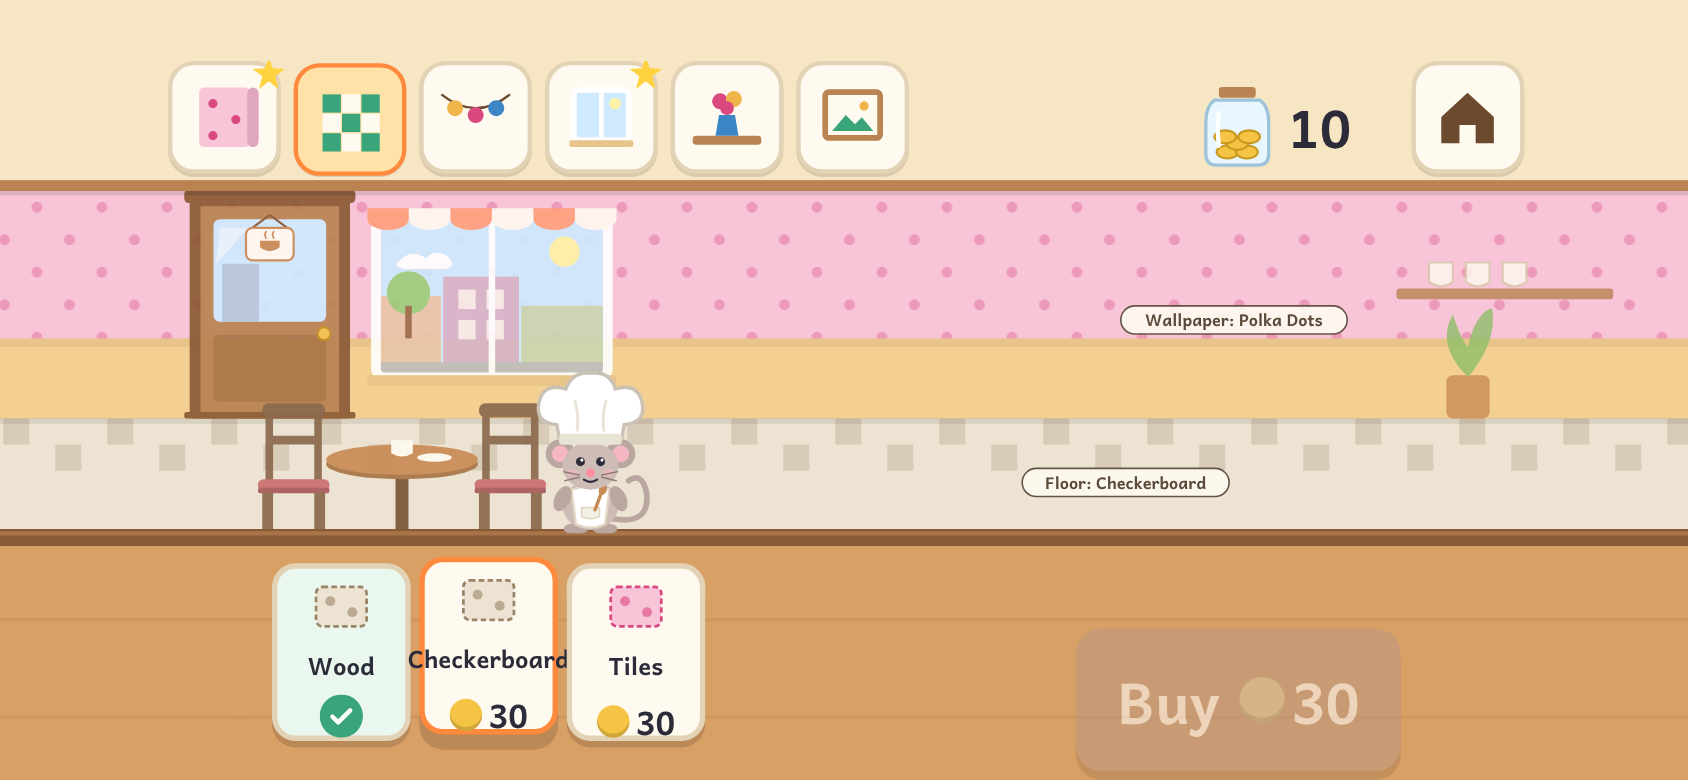 10
Wallpaper: Polka Dots
Floor: Checkerboard
Wood
Checkerboard
30
Tiles
30
Buy 30